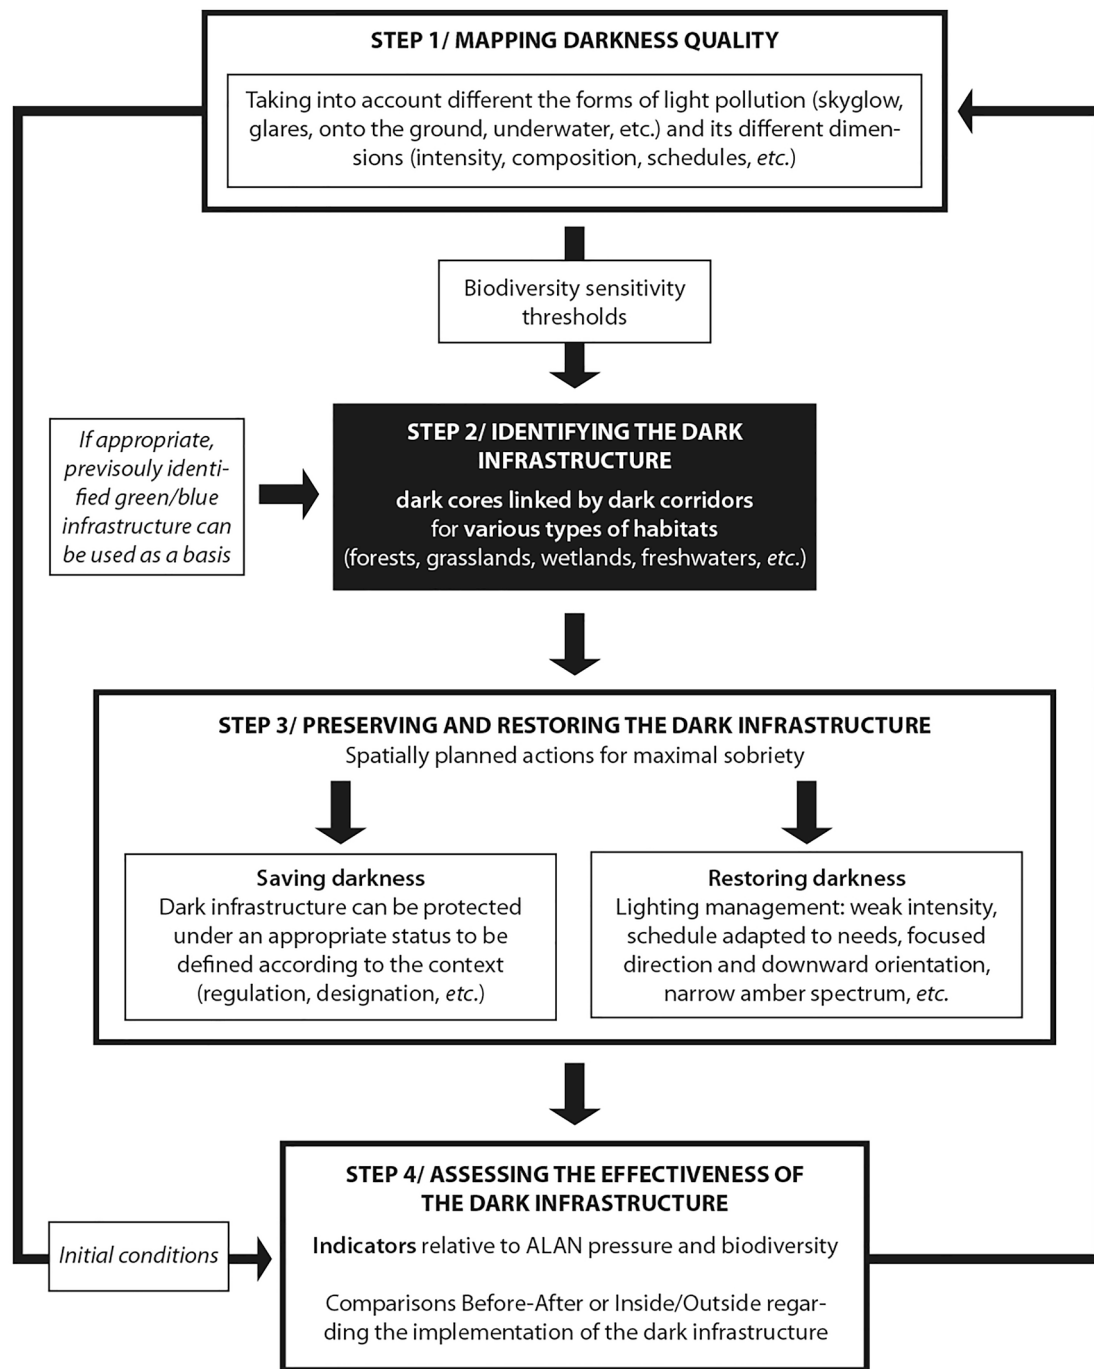 STEP 1/ MAPPING DARKNESS QUALITY
Taking into account different the forms of light pollution (skyglow,
glares, onto the ground, underwater, etc.) and its different dimen-
sions (intensity, composition, schedules, etc.)
Biodiversity sensitivity
thresholds
If appropriate,
previsouly identi-
fied green/blue
infrastructure can
be used as a basis
STEP 2/ IDENTIFYING THE DARK
INFRASTRUCTURE
dark cores linked by dark corridors
for various types of habitats
(forests, grasslands, wetlands, freshwaters, etc.)
STEP 3/ PRESERVING AND RESTORING THE DARK INFRASTRUCTURE
Spatially planned actions for maximal sobriety
Saving darkness
Dark infrastructure can be protected
under an appropriate status to be
defined according to the context
(regulation, designation, etc.)
Restoring darkness
Lighting management: weak intensity,
schedule adapted to needs, focused
direction and downward orientation,
narrow amber spectrum, etc.
Initial conditions
STEP 4/ ASSESSING THE EFFECTIVENESS OF
THE DARK INFRASTRUCTURE
Indicators relative to ALAN pressure and biodiversity
Comparisons Before-After or Inside/Outside regar-
ding the implementation of the dark infrastructure